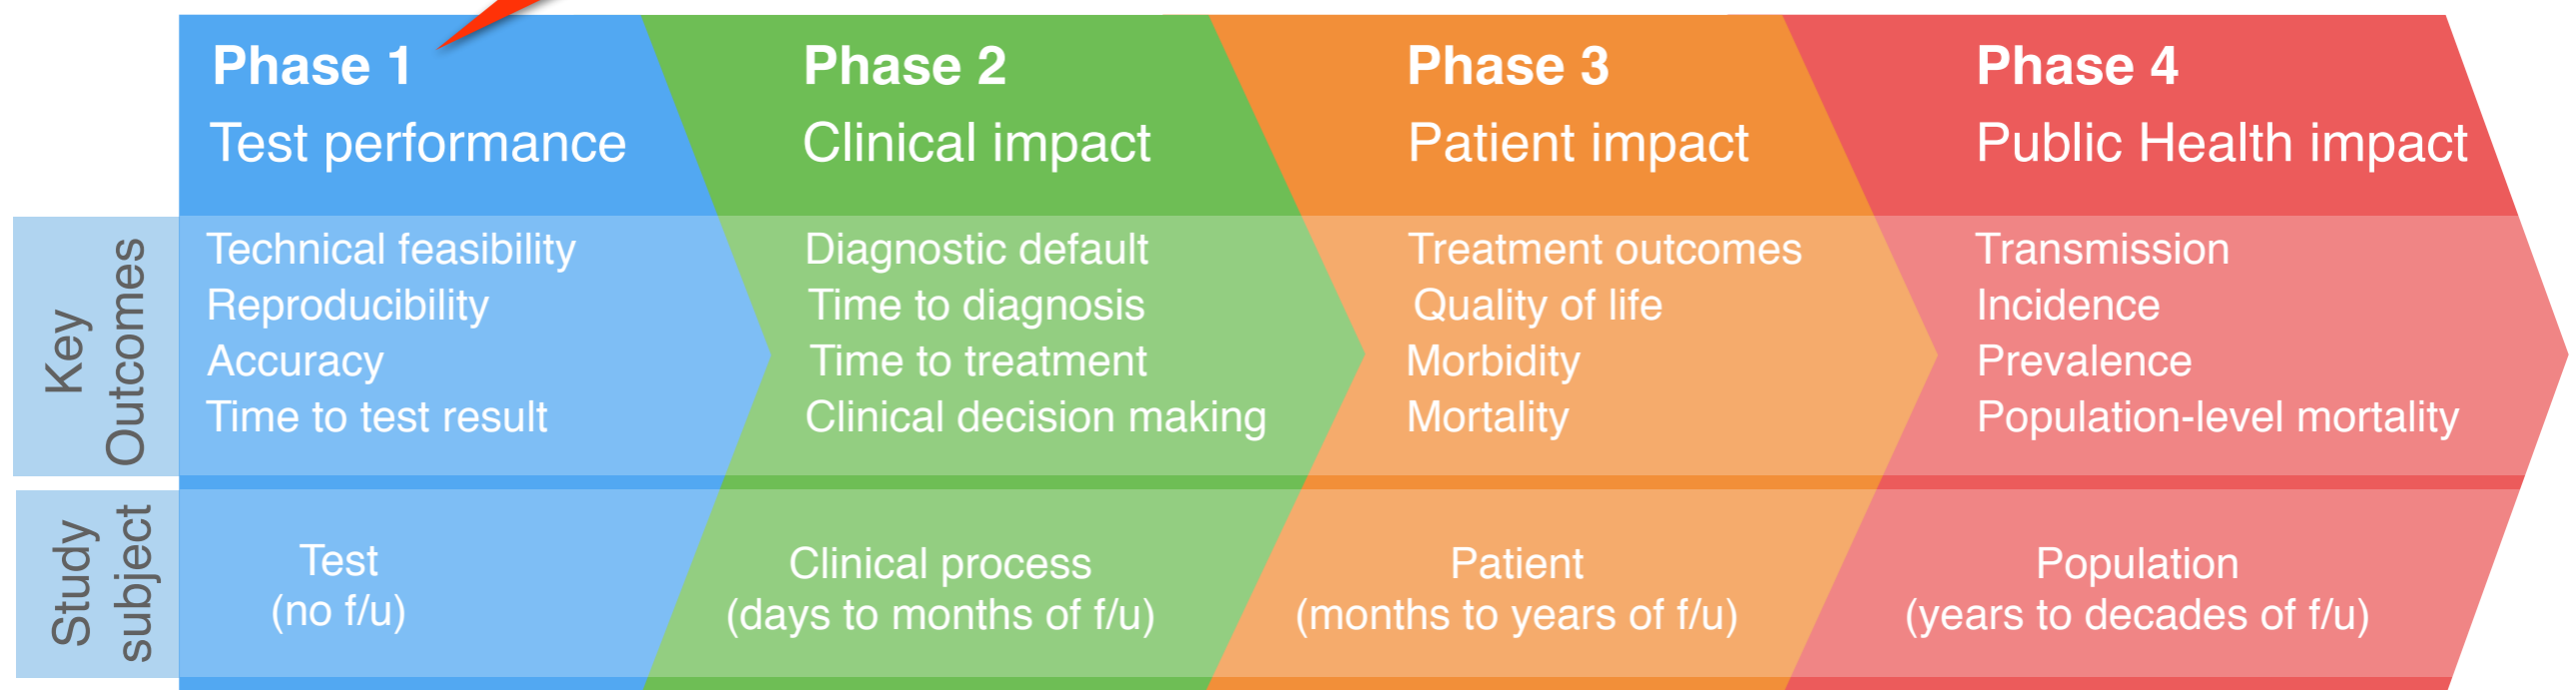 Phase 1
Test performance
Phase 2
Clinical impact
Phase 3
Patient impact
Phase 4
Public Health impact
Key
Outcomes
Technical feasibility
Reproducibility
Accuracy
Time to test result
Diagnostic default
Time to diagnosis
Time to treatment
Clinical decision making
Treatment outcomes
Quality of life
Morbidity
Mortality
Transmission
Incidence
Prevalence
Population-level mortality
Study
subject
Test
(no f/u)
Clinical process
(days to months of f/u)
Patient
(months to years of f/u)
Population
(years to decades of f/u)